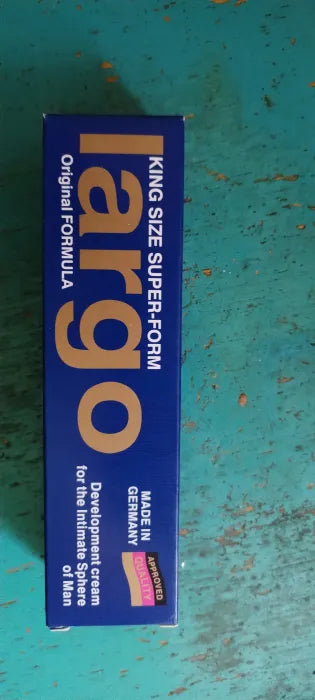 KING SIZE SUPER-FORM
largo
Original FORMULA
MADE IN
GERMANY
APPROVED
QUALITY
Development cream
for the Intimate Sphere
of Man